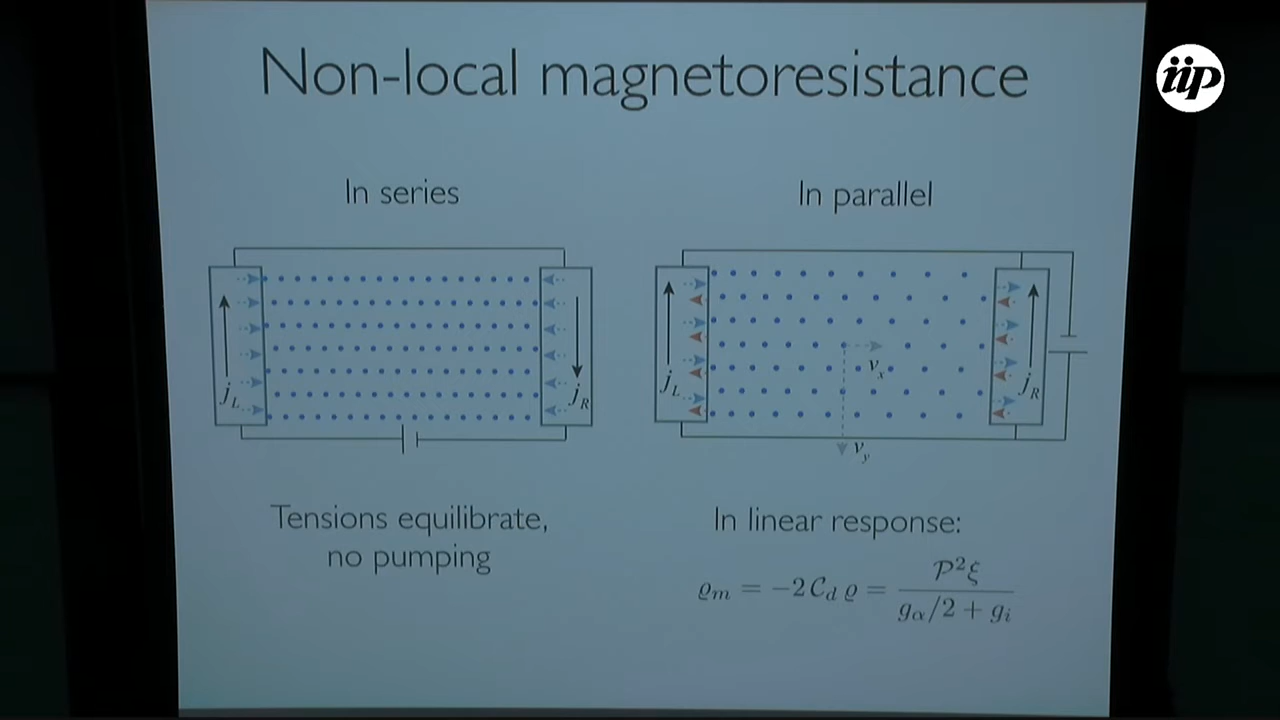 iip
Non-local magnetoresistance
In series
In parallel
j_L
j_R
j_L
v_x
j_R
v_y
Tensions equilibrate,
no pumping
In linear response:
ϱ_m = −2 𝒞_d ϱ = 𝒫²ξ / (g_α/2 + g_i)